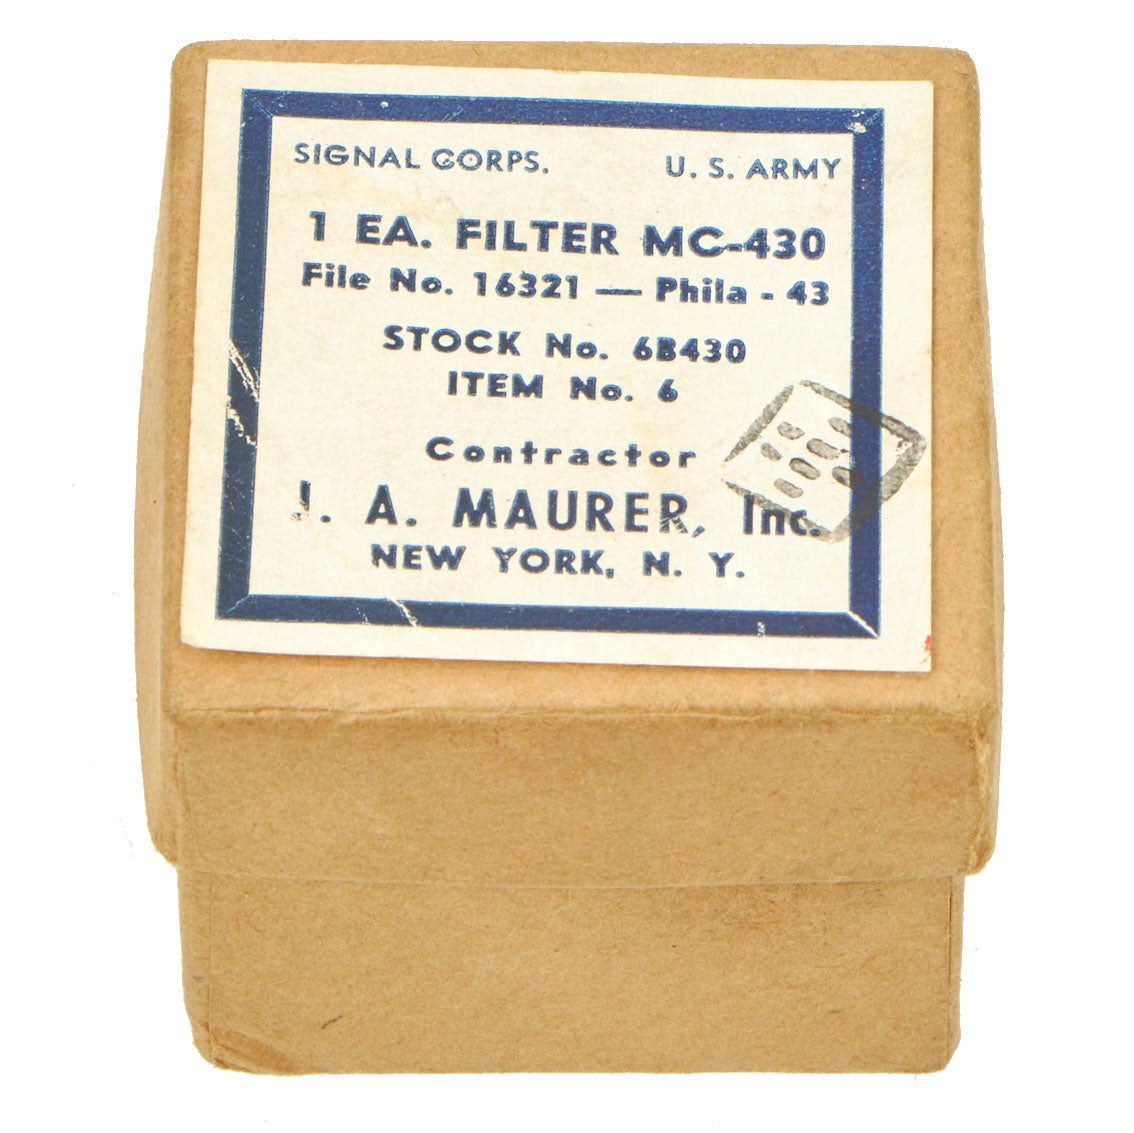 SIGNAL CORPS. U. S. ARMY
1 EA. FILTER MC-430
File No. 16321 — Phila - 43
STOCK No. 6B430
ITEM No. 6
Contractor
J. A. MAURER, Inc.
NEW YORK, N. Y.